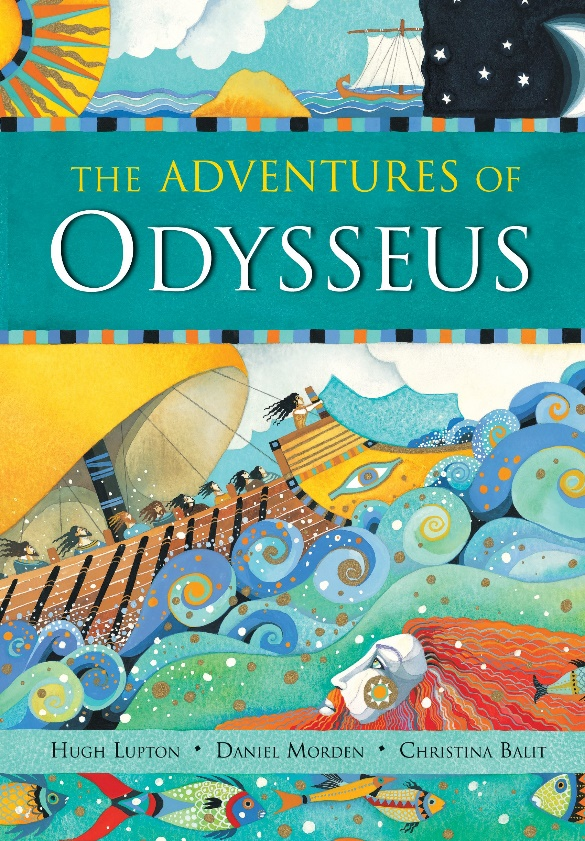 THE ADVENTURES OF
ODYSSEUS
HUGH LUPTON • DANIEL MORDEN • CHRISTINA BALIT